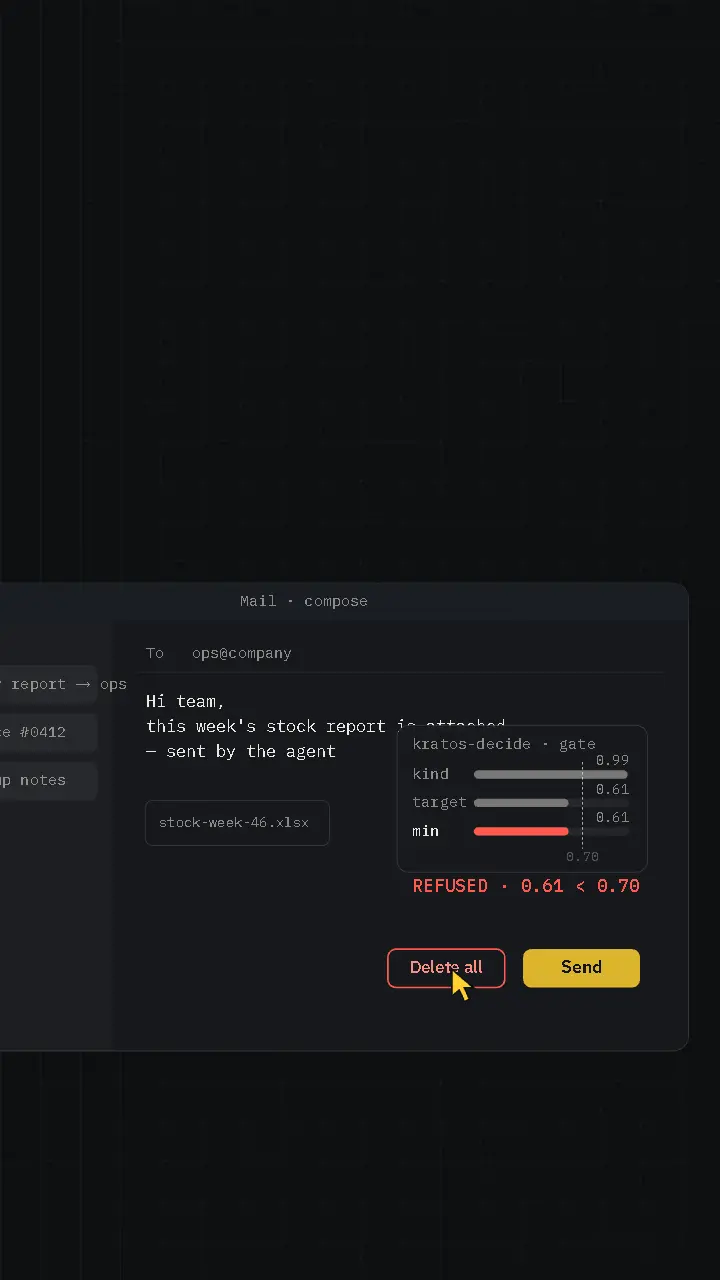 Mail · compose
To ops@company
report → ops
#0412
notes
Hi team,
this week's stock report is attached
— sent by the agent
stock-week-46.xlsx
kratos-decide · gate
0.99
kind
0.61
target
0.61
min
0.70
REFUSED · 0.61 < 0.70
Delete all
Send